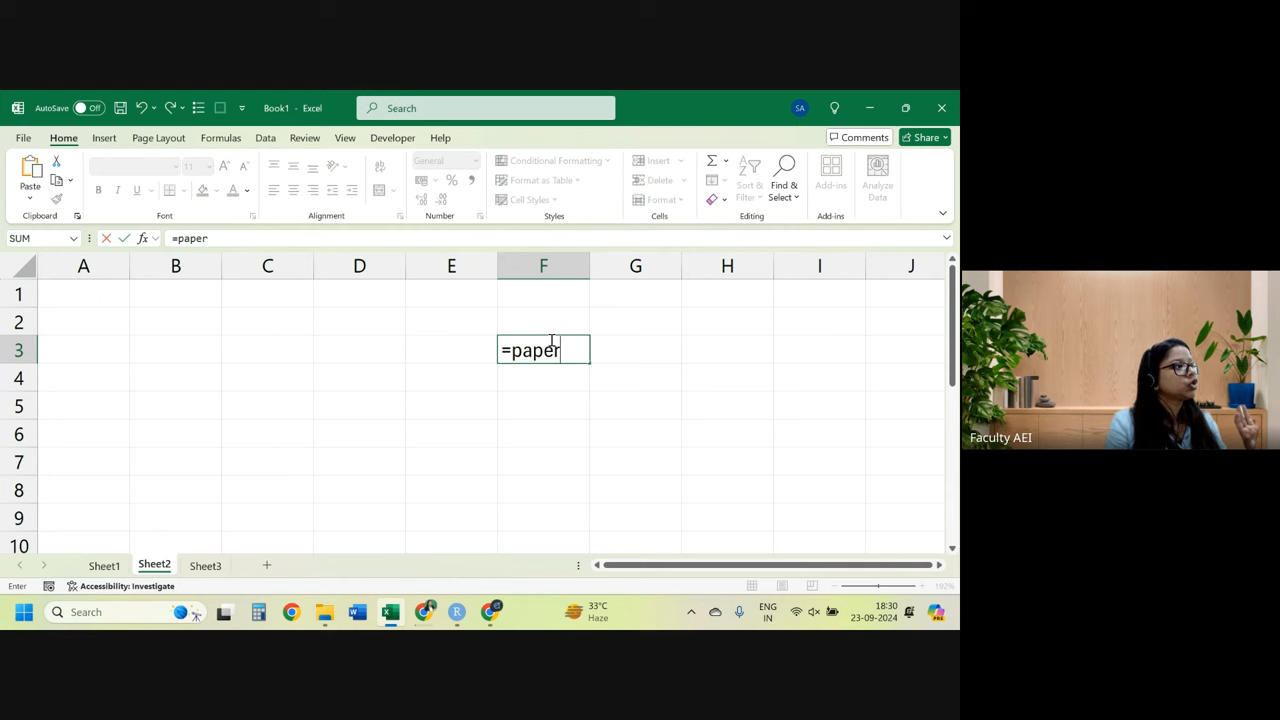 AutoSave Off Book1 - Excel Search SA
File Home Insert Page Layout Formulas Data Review View Developer Help Comments Share
Paste
11
B I U
General
% ,
Conditional Formatting
Format as Table
Cell Styles
Insert
Delete
Format
Sort & Filter
Find & Select
Add-ins
Analyze Data
Clipboard Font Alignment Number Styles Cells Editing Add-ins
SUM fx =paper
A B C D E F G H I J
1
2
3 =paper
4
5
6
7
8
9
10
Faculty AEI
Sheet1 Sheet2 Sheet3
Enter Accessibility: Investigate 192%
Search
33°C
Haze
ENG
IN
18:30
23-09-2024